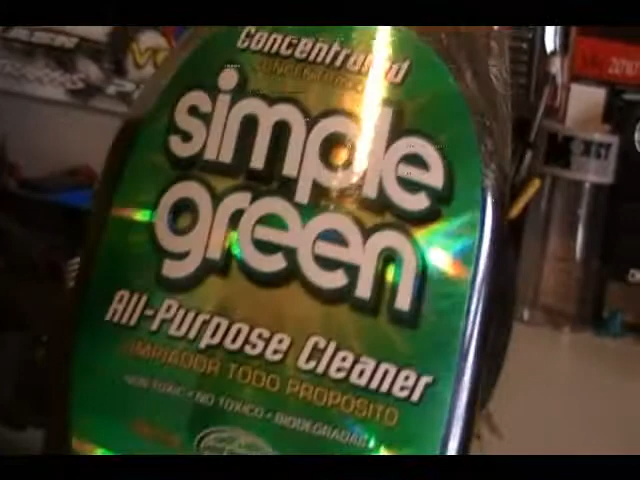 Concentrated
simple
green
All-Purpose Cleaner
LIMPIADOR TODO PROPOSITO
NON-TOXIC • NO TOXICO • BIODEGRADABLE